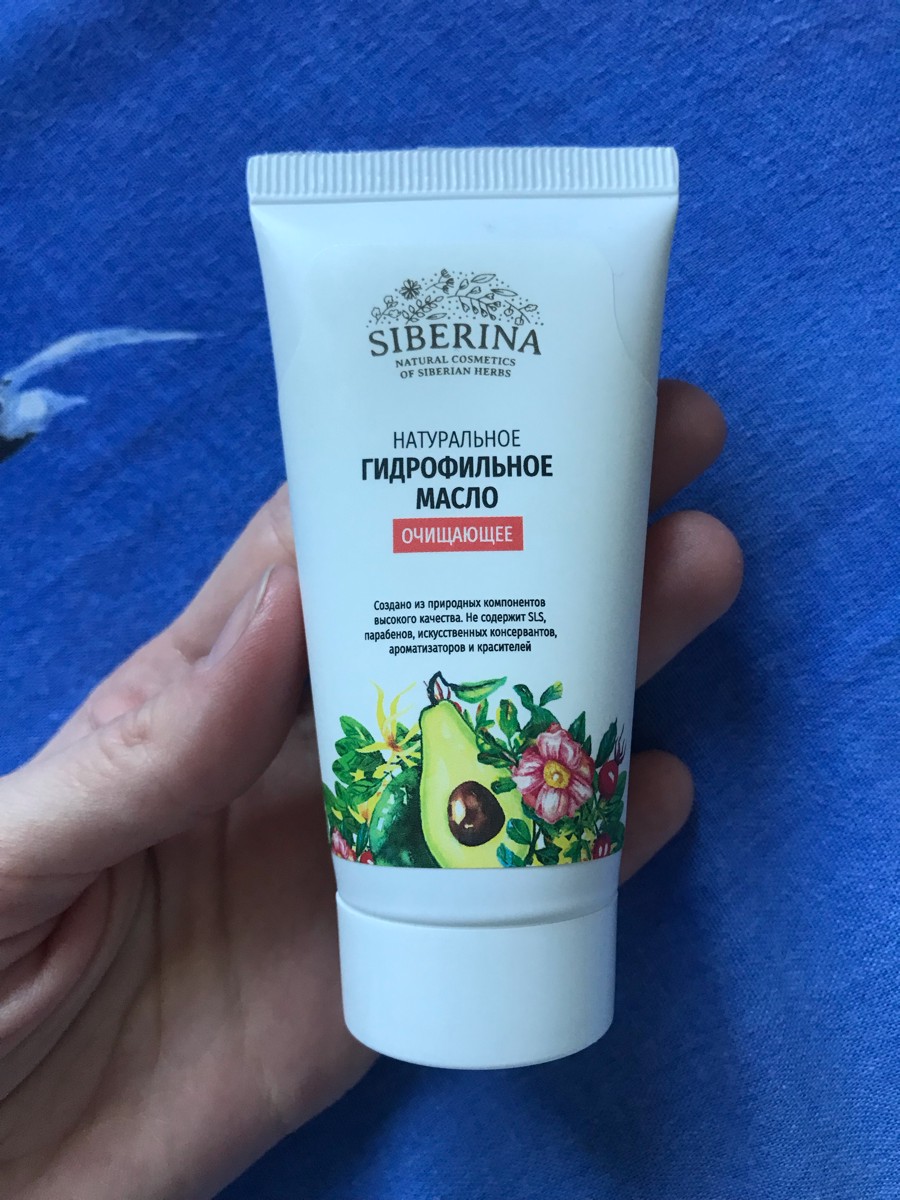 SIBERINA
NATURAL COSMETICS
OF SIBERIAN HERBS
НАТУРАЛЬНОЕ
ГИДРОФИЛЬНОЕ
МАСЛО
ОЧИЩАЮЩЕЕ
Создано из природных компонентов
высокого качества. Не содержит SLS,
парабенов, искусственных консервантов,
ароматизаторов и красителей